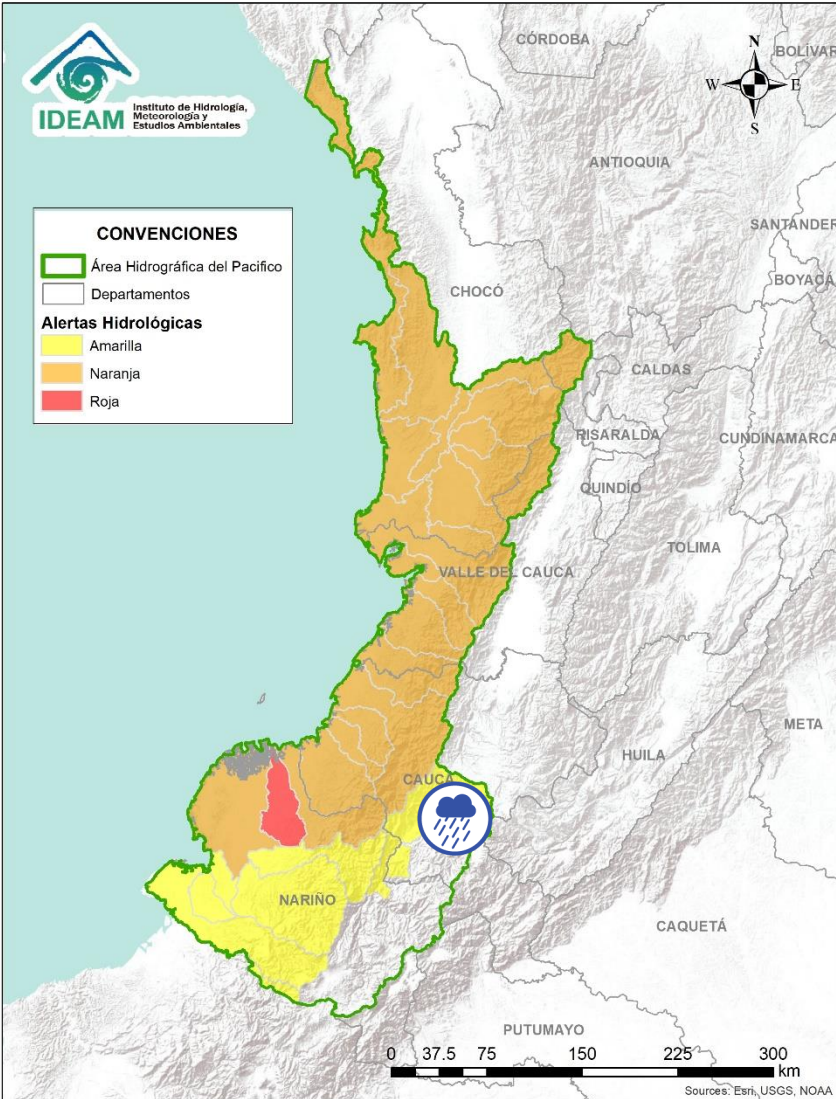 IDEAM
Instituto de Hidrología,
Meteorología y
Estudios Ambientales
N
W
E
S
CONVENCIONES
Área Hidrográfica del Pacifico
Departamentos
Alertas Hidrológicas
Amarilla
Naranja
Roja
CÓRDOBA
BOLÍVAR
ANTIOQUIA
SANTANDER
BOYACÁ
CHOCÓ
CALDAS
RISARALDA
CUNDINAMARCA
QUINDÍO
TOLIMA
VALLE DEL CAUCA
META
HUILA
CAUCA
NARIÑO
CAQUETÁ
PUTUMAYO
0 37.5 75 150 225 300
km
Sources: Esri, USGS, NOAA